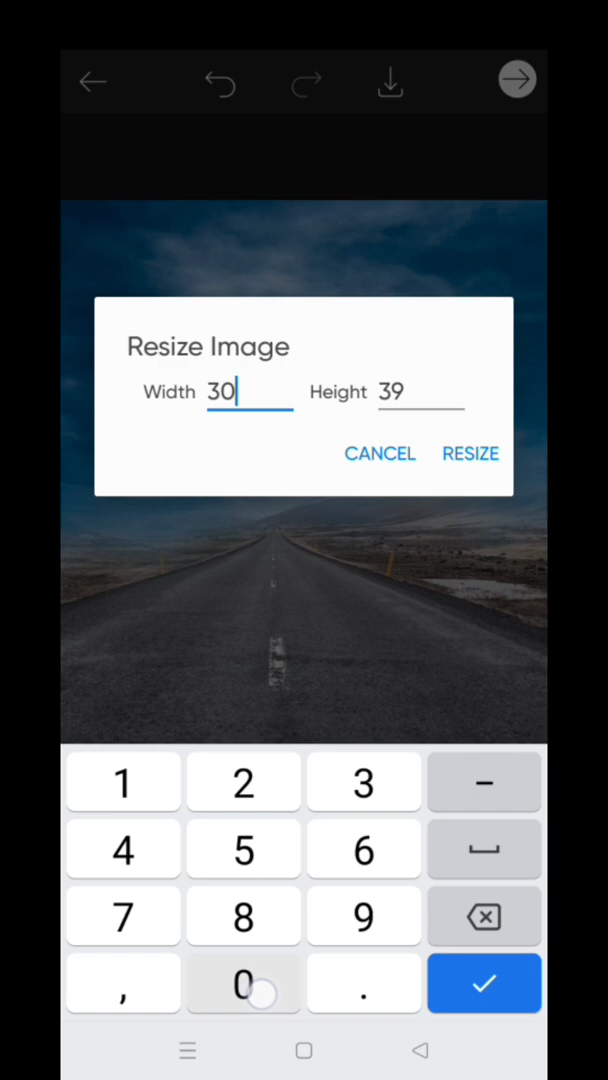 Resize Image
Width 30 Height 39
CANCEL RESIZE
1 2 3 -
4 5 6
7 8 9
, 0 .